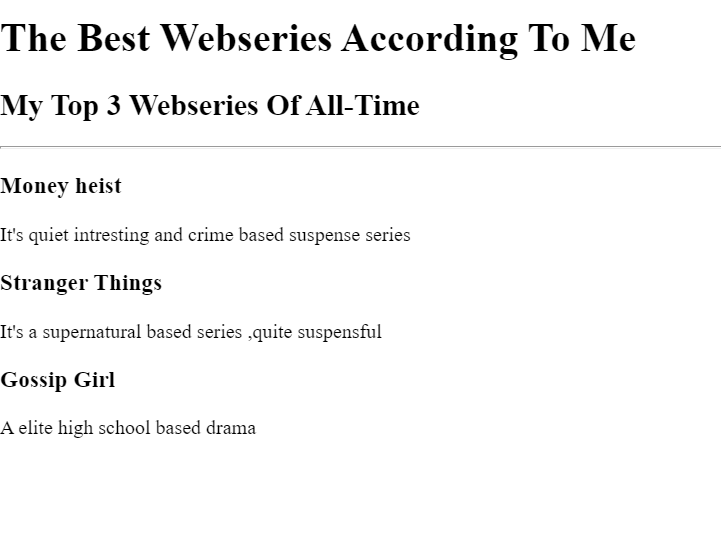 The Best Webseries According To Me
My Top 3 Webseries Of All-Time
Money heist
It's quiet intresting and crime based suspense series
Stranger Things
It's a supernatural based series ,quite suspensful
Gossip Girl
A elite high school based drama